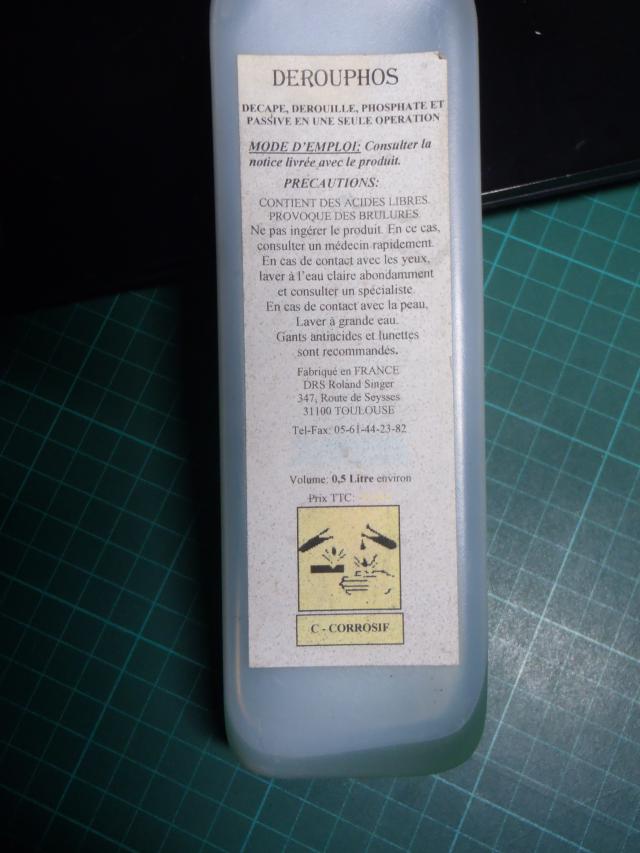 DEROUPHOS
DECAPE, DEROUILLE, PHOSPHATE ET
PASSIVE EN UNE SEULE OPERATION
MODE D'EMPLOI: Consulter la
notice livrée avec le produit.
PRÉCAUTIONS:
CONTIENT DES ACIDES LIBRES.
PROVOQUE DES BRULURES.
Ne pas ingérer le produit. En ce cas,
consulter un médecin rapidement.
En cas de contact avec les yeux,
laver à l'eau claire abondamment
et consulter un spécialiste.
En cas de contact avec la peau,
Laver à grande eau.
Gants antiacides et lunettes
sont recommandés.
Fabriqué en FRANCE
DRS Roland Singer
347, Route de Seysses
31100 TOULOUSE
Tel-Fax: 05-61-44-23-82
Volume: 0,5 Litre environ
Prix TTC:
C - CORROSIF